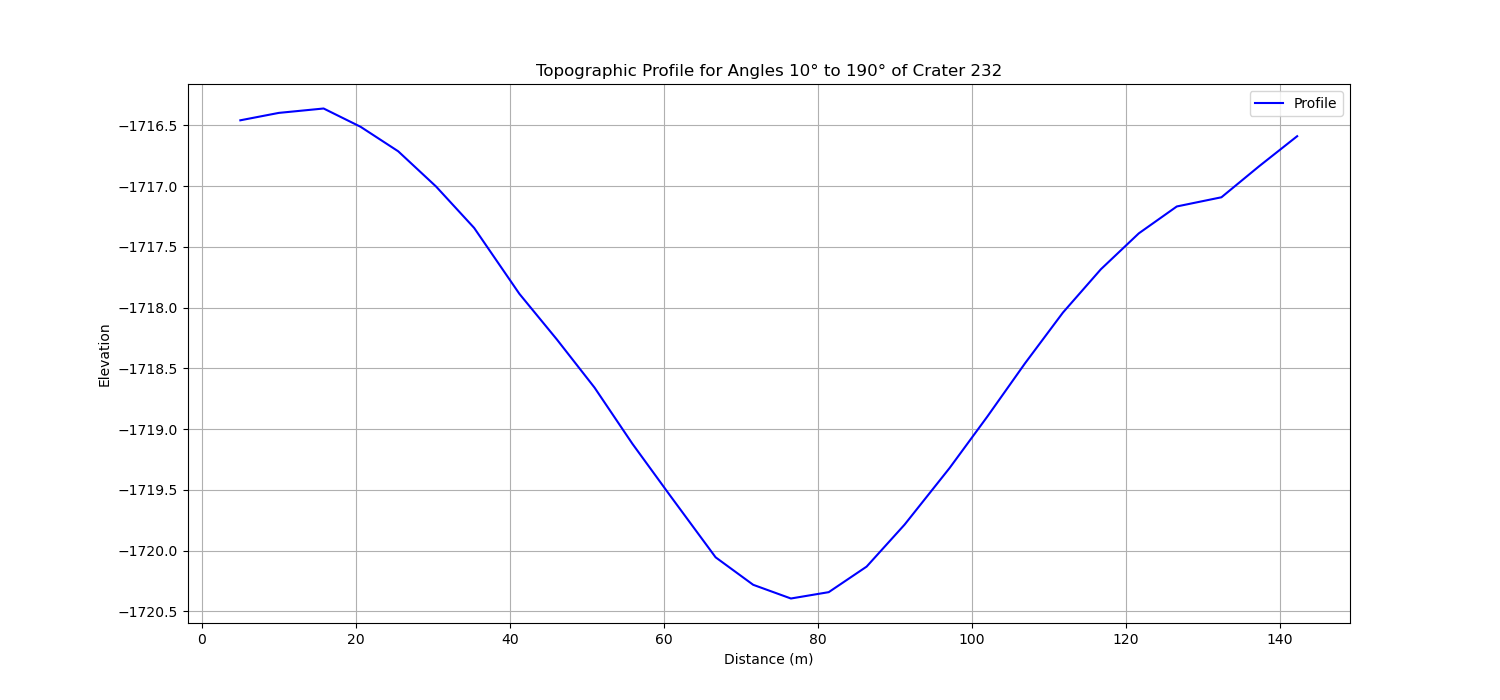 Topographic Profile for Angles 10° to 190° of Crater 232
Profile
−1716.5
−1717.0
−1717.5
−1718.0
−1718.5
−1719.0
−1719.5
−1720.0
−1720.5
Elevation
0 20 40 60 80 100 120 140
Distance (m)